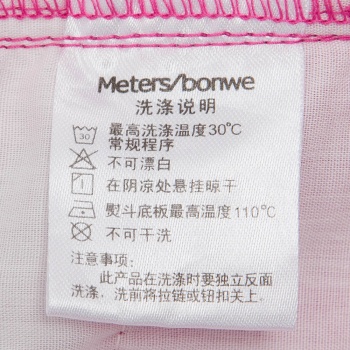 Meters/bonwe
洗涤说明
最高洗涤温度30℃
常规程序
不可漂白
在阴凉处悬挂晾干
熨斗底板最高温度110℃
不可干洗
注意事项:
此产品在洗涤时要独立反面
洗涤，洗前将拉链或钮扣关上。